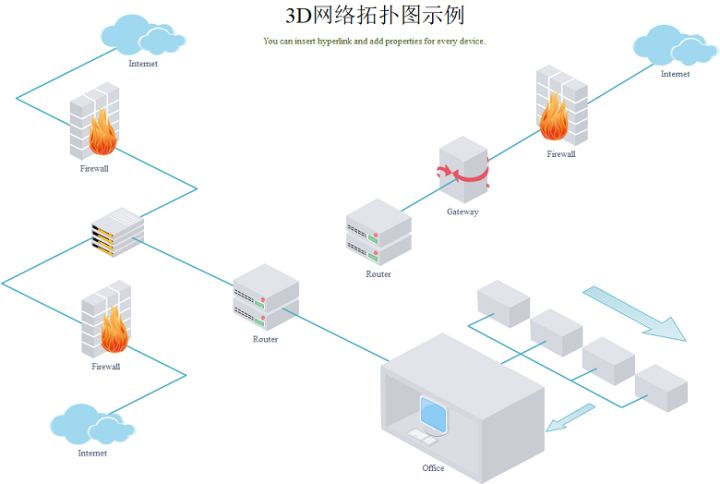 3D网络拓扑图示例
You can insert hyperlink and add properties for every device.
Internet
Internet
Firewall
Firewall
Gateway
Router
Router
Firewall
Internet
Office